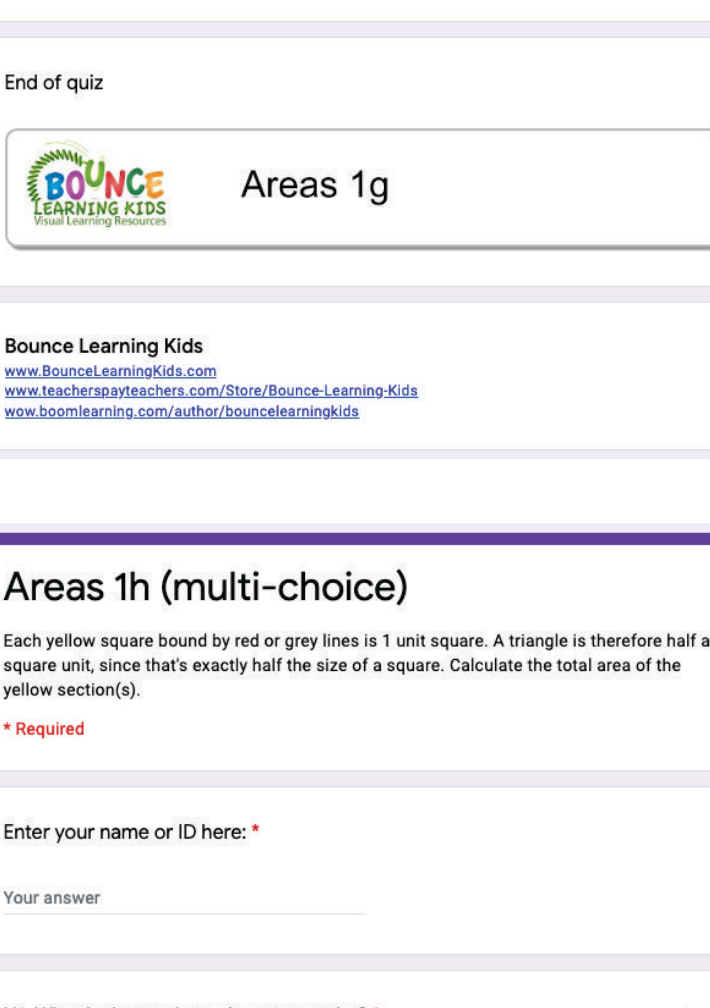 End of quiz
BOUNCE
LEARNING KIDS
Visual Learning Resources
Areas 1g
Bounce Learning Kids
www.BounceLearningKids.com
www.teacherspayteachers.com/Store/Bounce-Learning-Kids
wow.boomlearning.com/author/bouncelearningkids
Areas 1h (multi-choice)
Each yellow square bound by red or grey lines is 1 unit square. A triangle is therefore half a
square unit, since that's exactly half the size of a square. Calculate the total area of the
yellow section(s).
* Required
Enter your name or ID here: *
Your answer